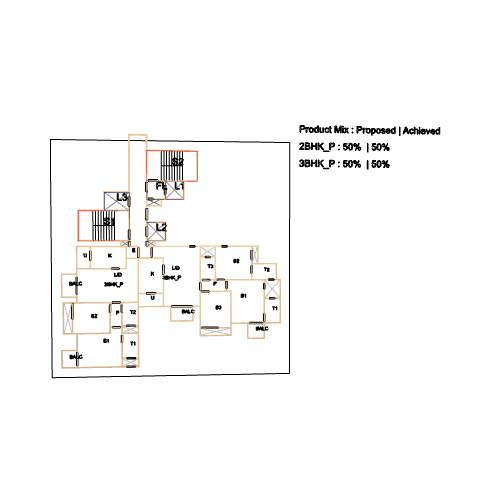 Product Mix : Proposed | Achieved
2BHK_P : 50% | 50%
3BHK_P : 50% | 50%
S2
FL L1
L3
S1
L2
U K
E
L/D
2BHK_P
BALC
K
L/D
3BHK_P
U
T3
S2
T2
P
S1
T1
S3
BALC
BALC
S2
P
T2
S1
T1
BALC